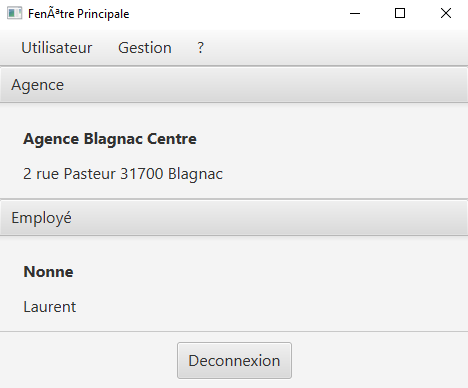 FenÃªtre Principale
Utilisateur Gestion ?
Agence
Agence Blagnac Centre
2 rue Pasteur 31700 Blagnac
Employé
Nonne
Laurent
Deconnexion